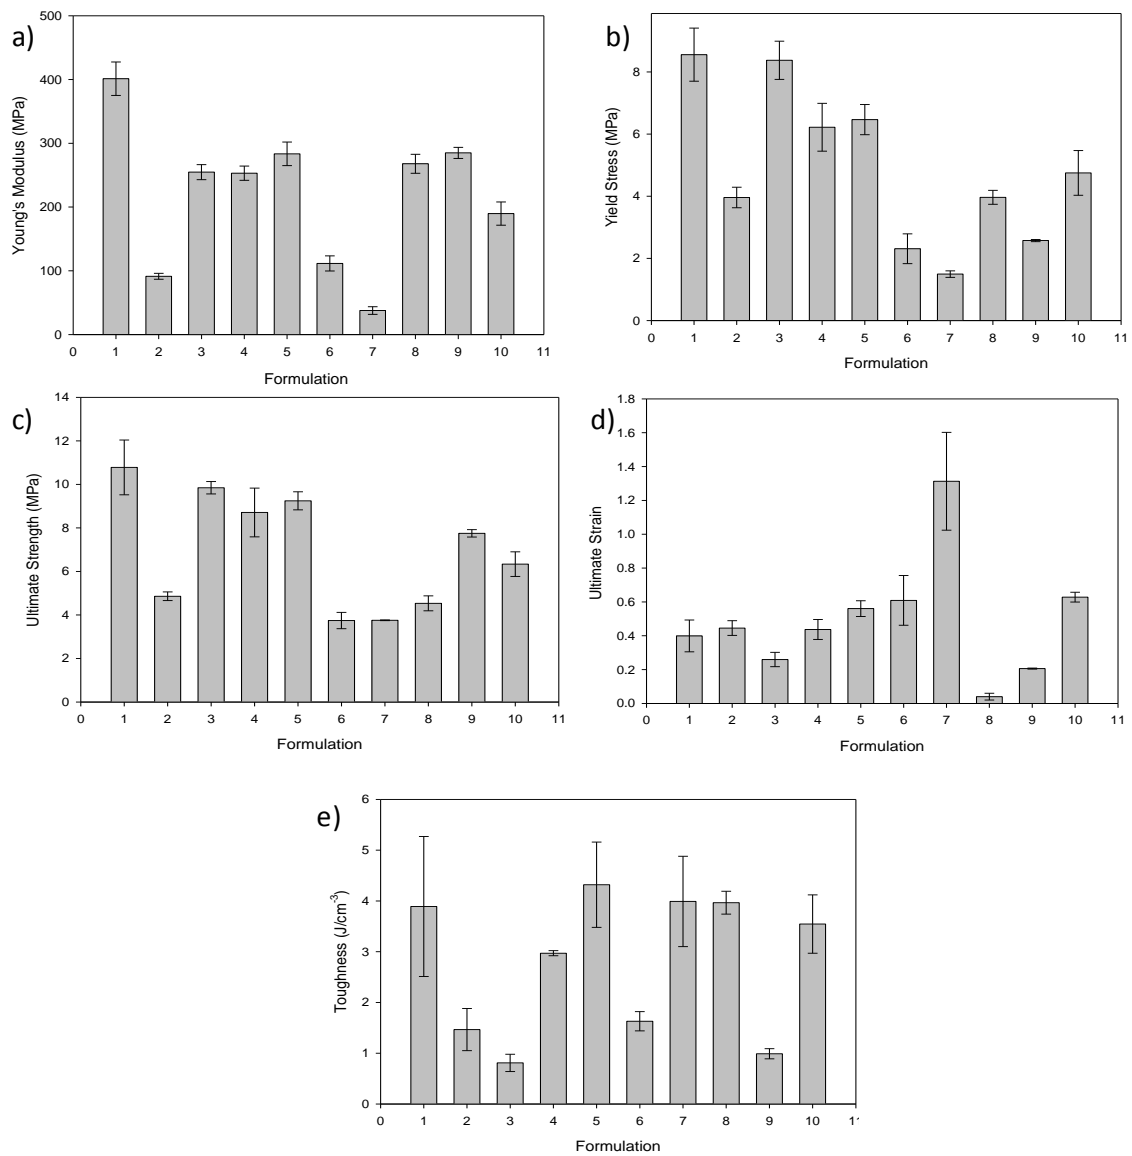 a)
500
400
300
200
100
0
Young's Modulus (MPa)
0 1 2 3 4 5 6 7 8 9 10 11
Formulation
b)
8
6
4
2
0
Yield Stress (MPa)
0 1 2 3 4 5 6 7 8 9 10 11
Formulation
c)
14
12
10
8
6
4
2
0
Ultimate Strength (MPa)
0 1 2 3 4 5 6 7 8 9 10 11
Formulation
d)
1.8
1.6
1.4
1.2
1.0
0.8
0.6
0.4
0.2
0.0
Ultimate Strain
0 1 2 3 4 5 6 7 8 9 10 11
Formulation
e)
6
5
4
3
2
1
0
Toughness (J/cm⁻³)
0 1 2 3 4 5 6 7 8 9 10 1
Formulation